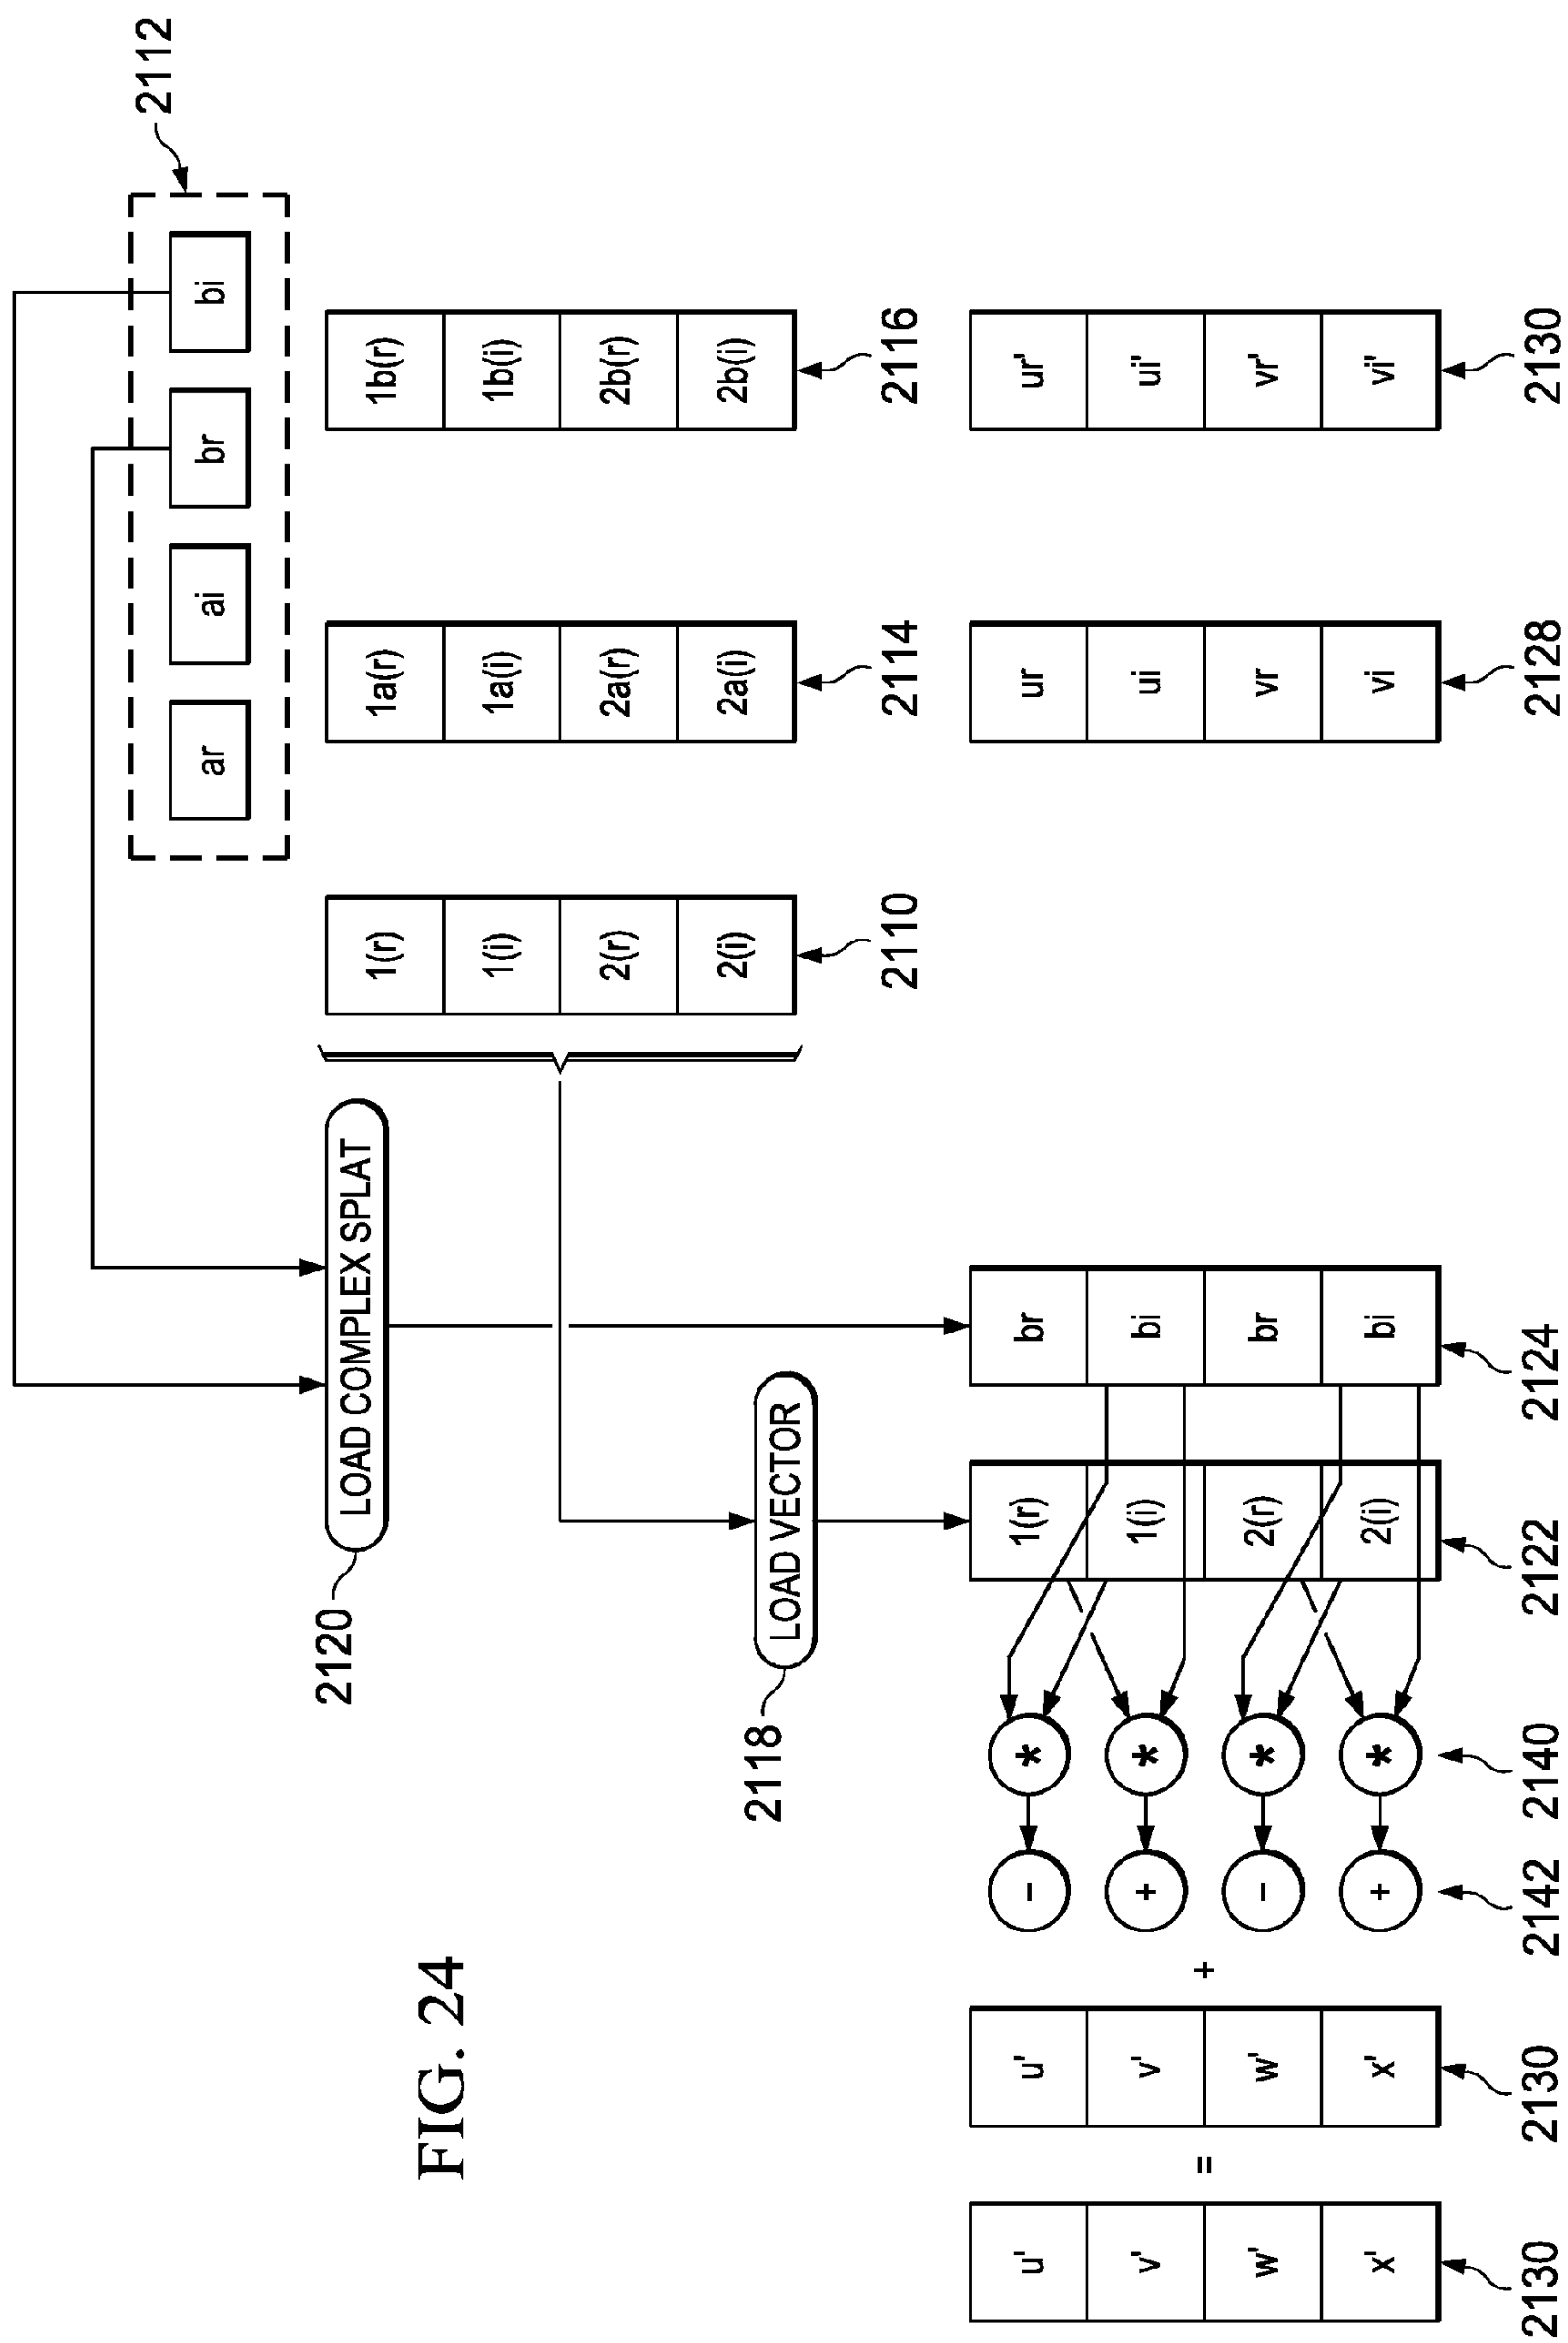 2112
ar
ai
br
bi
2120
LOAD COMPLEX SPLAT
1(r)
1(i)
2(r)
2(i)
2110
1a(r)
1a(i)
2a(r)
2a(i)
2114
1b(r)
1b(i)
2b(r)
2b(i)
2116
FIG. 24
2118
LOAD VECTOR
u'
v'
w'
x'
2130
=
u'
v'
w'
x'
2130
+
-
+
-
+
2142
*
*
*
*
2140
1(r)
1(i)
2(r)
2(i)
2122
br
bi
br
bi
2124
ur
ui
vr
vi
2128
ur'
ui'
vr'
vi'
2130